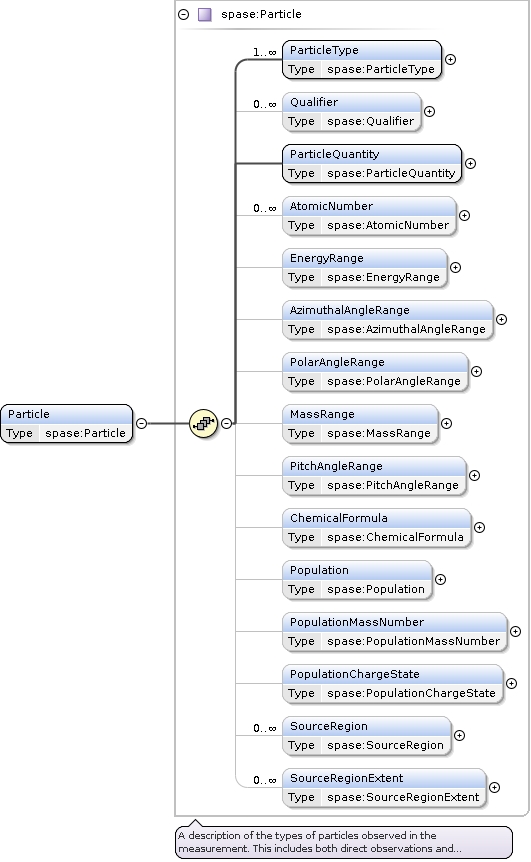 spase:Particle
1..∞
ParticleType
Type spase:ParticleType
0..∞
Qualifier
Type spase:Qualifier
ParticleQuantity
Type spase:ParticleQuantity
0..∞
AtomicNumber
Type spase:AtomicNumber
EnergyRange
Type spase:EnergyRange
AzimuthalAngleRange
Type spase:AzimuthalAngleRange
PolarAngleRange
Type spase:PolarAngleRange
Particle
Type spase:Particle
MassRange
Type spase:MassRange
PitchAngleRange
Type spase:PitchAngleRange
ChemicalFormula
Type spase:ChemicalFormula
Population
Type spase:Population
PopulationMassNumber
Type spase:PopulationMassNumber
PopulationChargeState
Type spase:PopulationChargeState
0..∞
SourceRegion
Type spase:SourceRegion
0..∞
SourceRegionExtent
Type spase:SourceRegionExtent
A description of the types of particles observed in the
measurement. This includes both direct observations and...